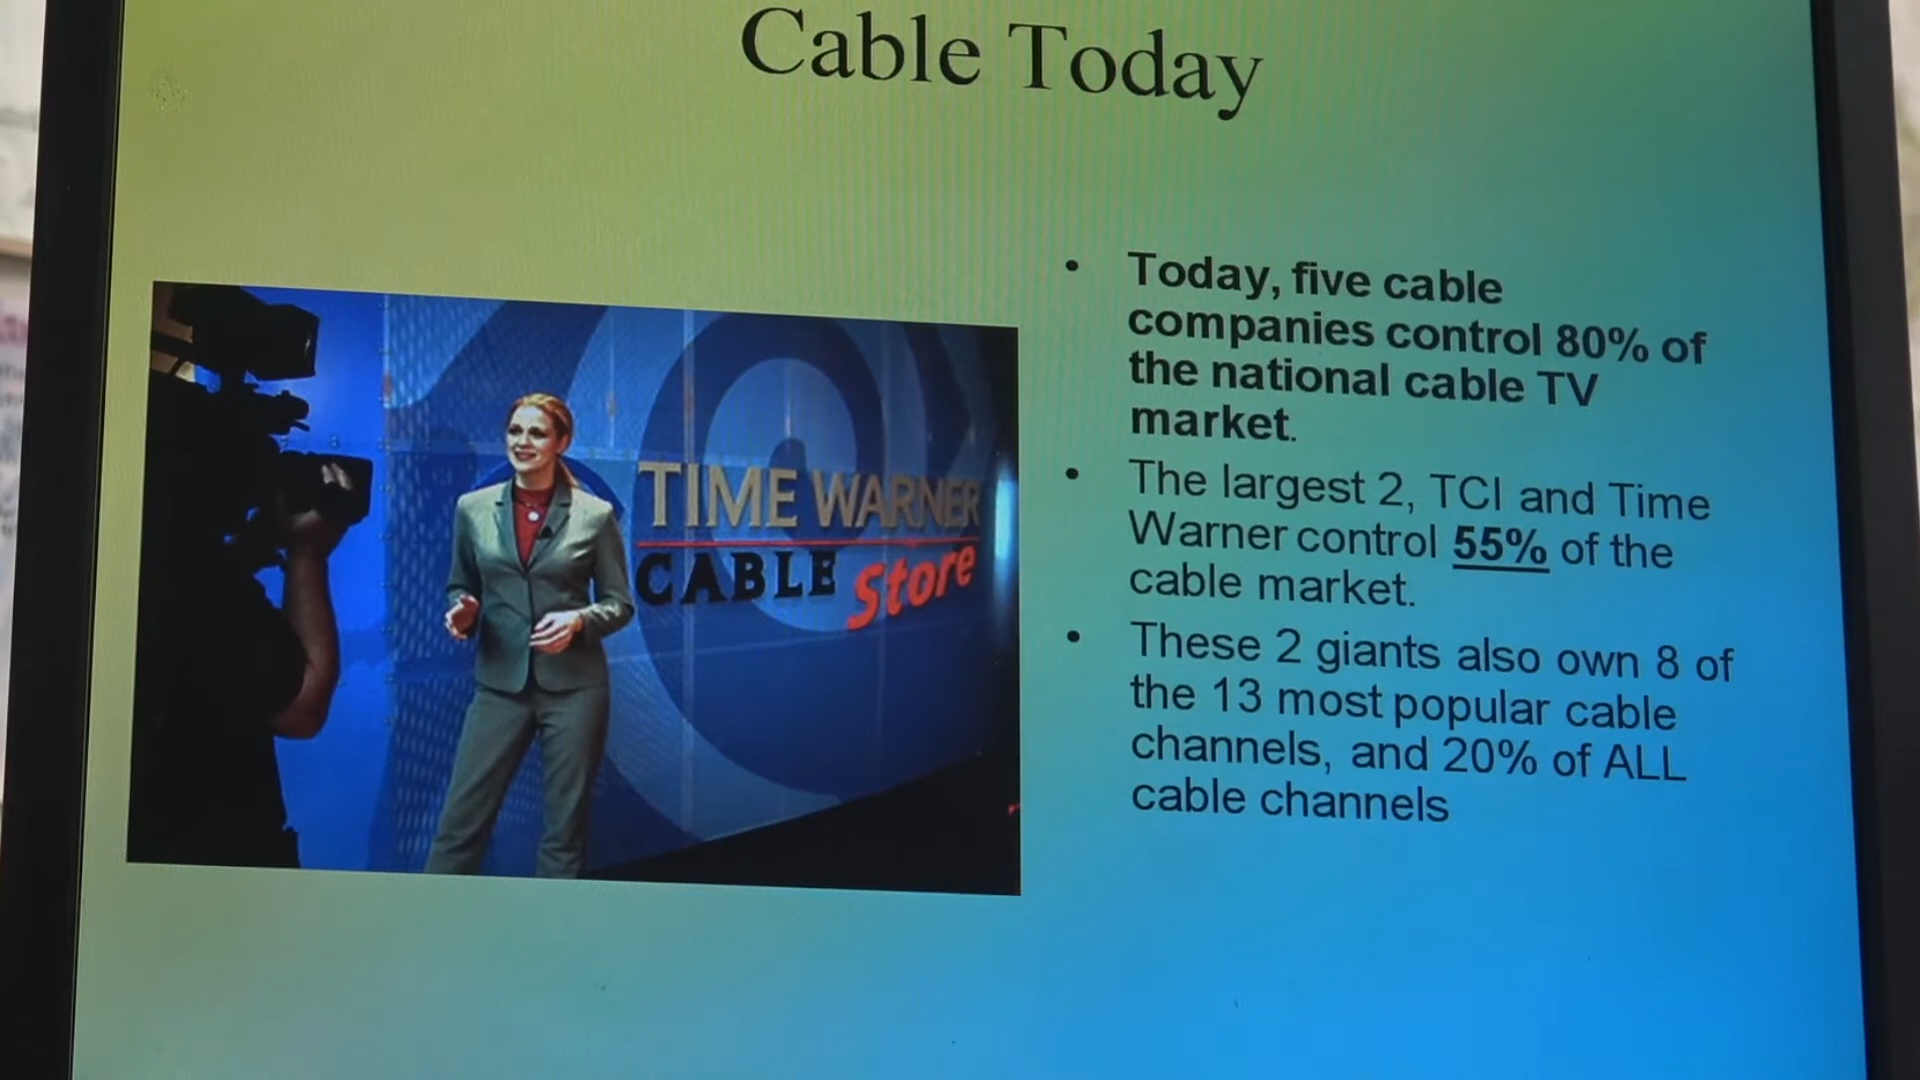 Cable Today
TIME WARNER
CABLE Store
• Today, five cable
companies control 80% of
the national cable TV
market.
• The largest 2, TCI and Time
Warner control 55% of the
cable market.
• These 2 giants also own 8 of
the 13 most popular cable
channels, and 20% of ALL
cable channels